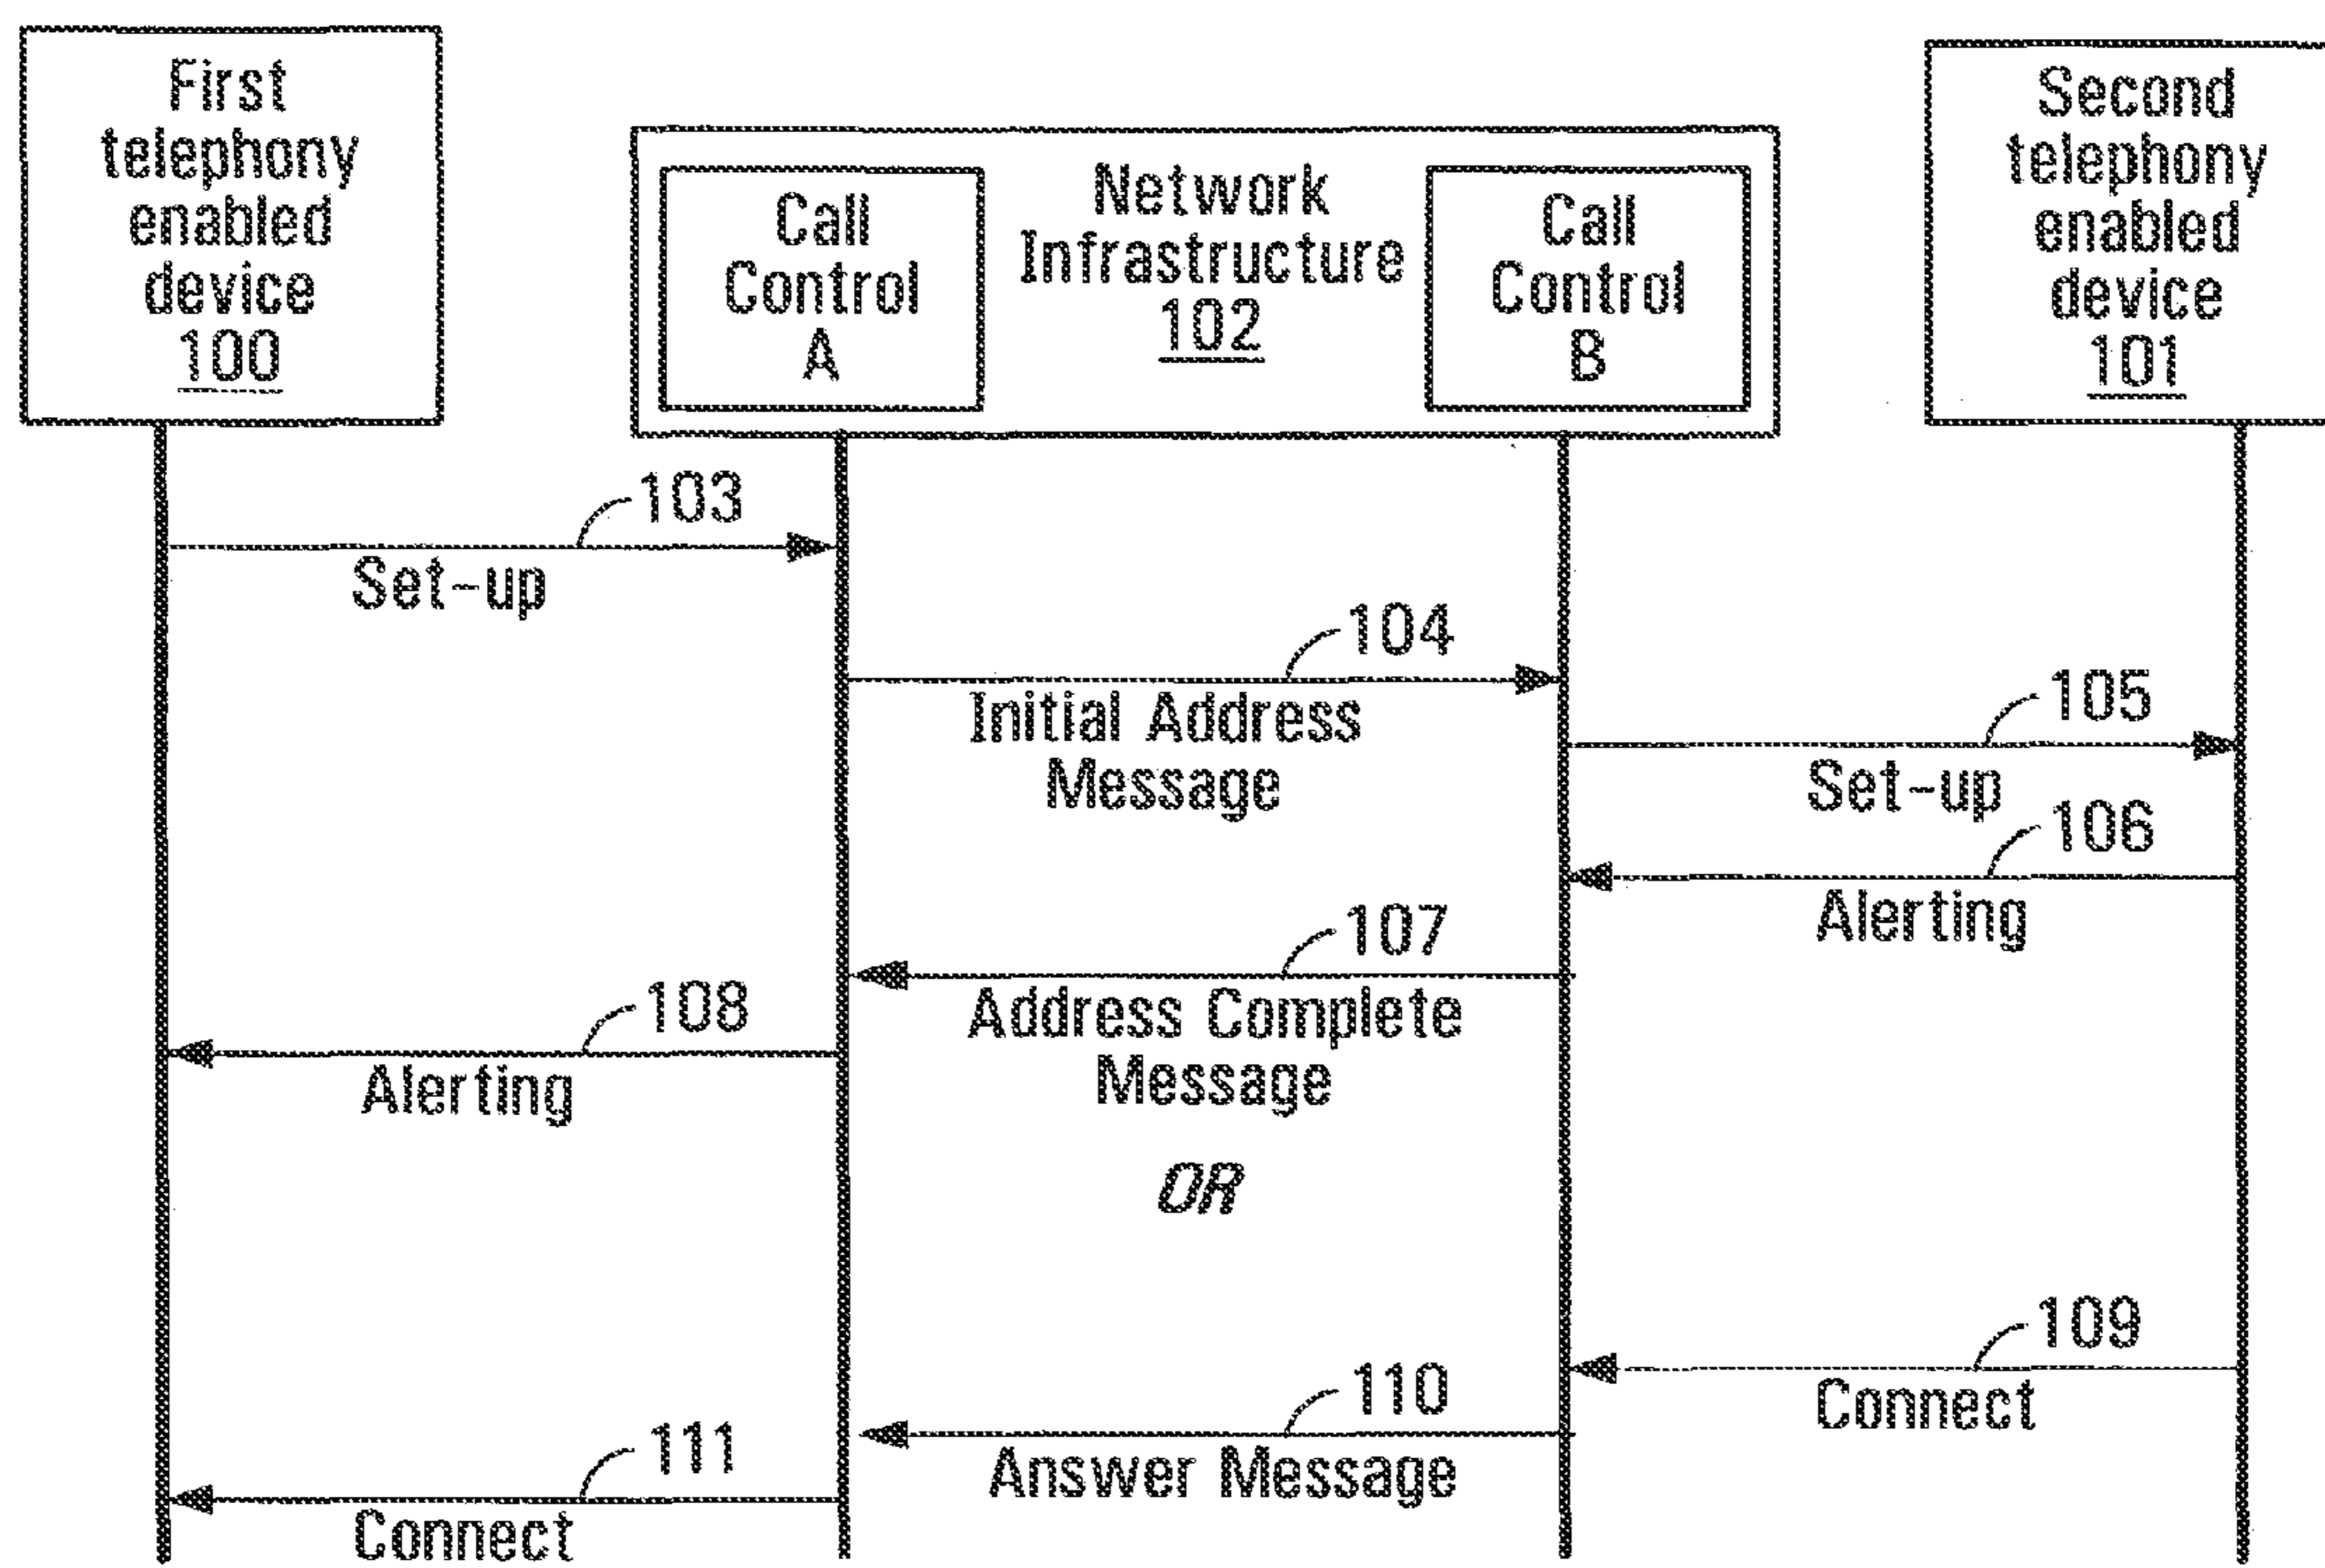 First
telephony
enabled
device
100
Call
Control
A
Network
Infrastructure
102
Call
Control
B
Second
telephony
enabled
device
101
103
Set-up
104
Initial Address
Message
105
Set-up
106
Alerting
107
Address Complete
Message
108
Alerting
OR
109
Connect
110
Answer Message
111
Connect